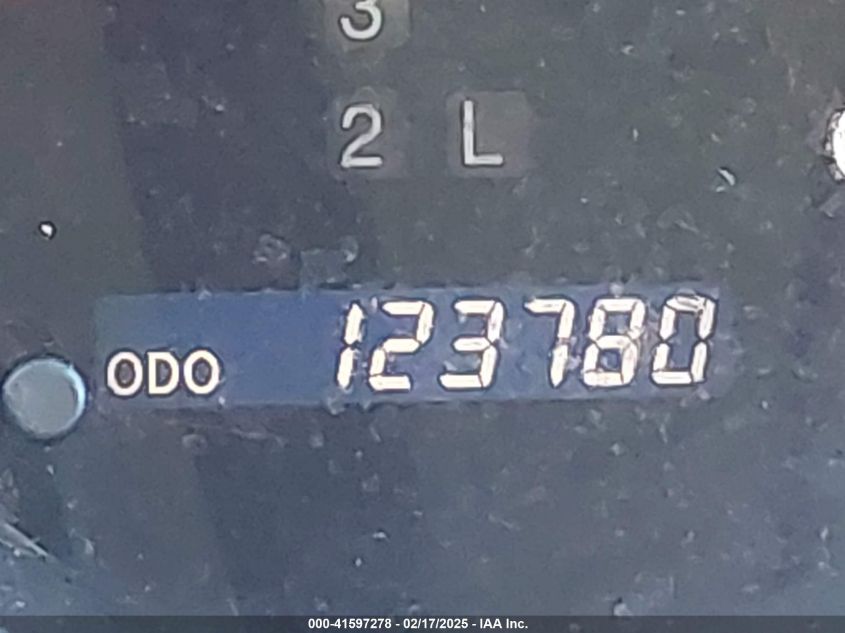 3
2 L
ODO 123780
000-41597278 - 02/17/2025 - IAA Inc.